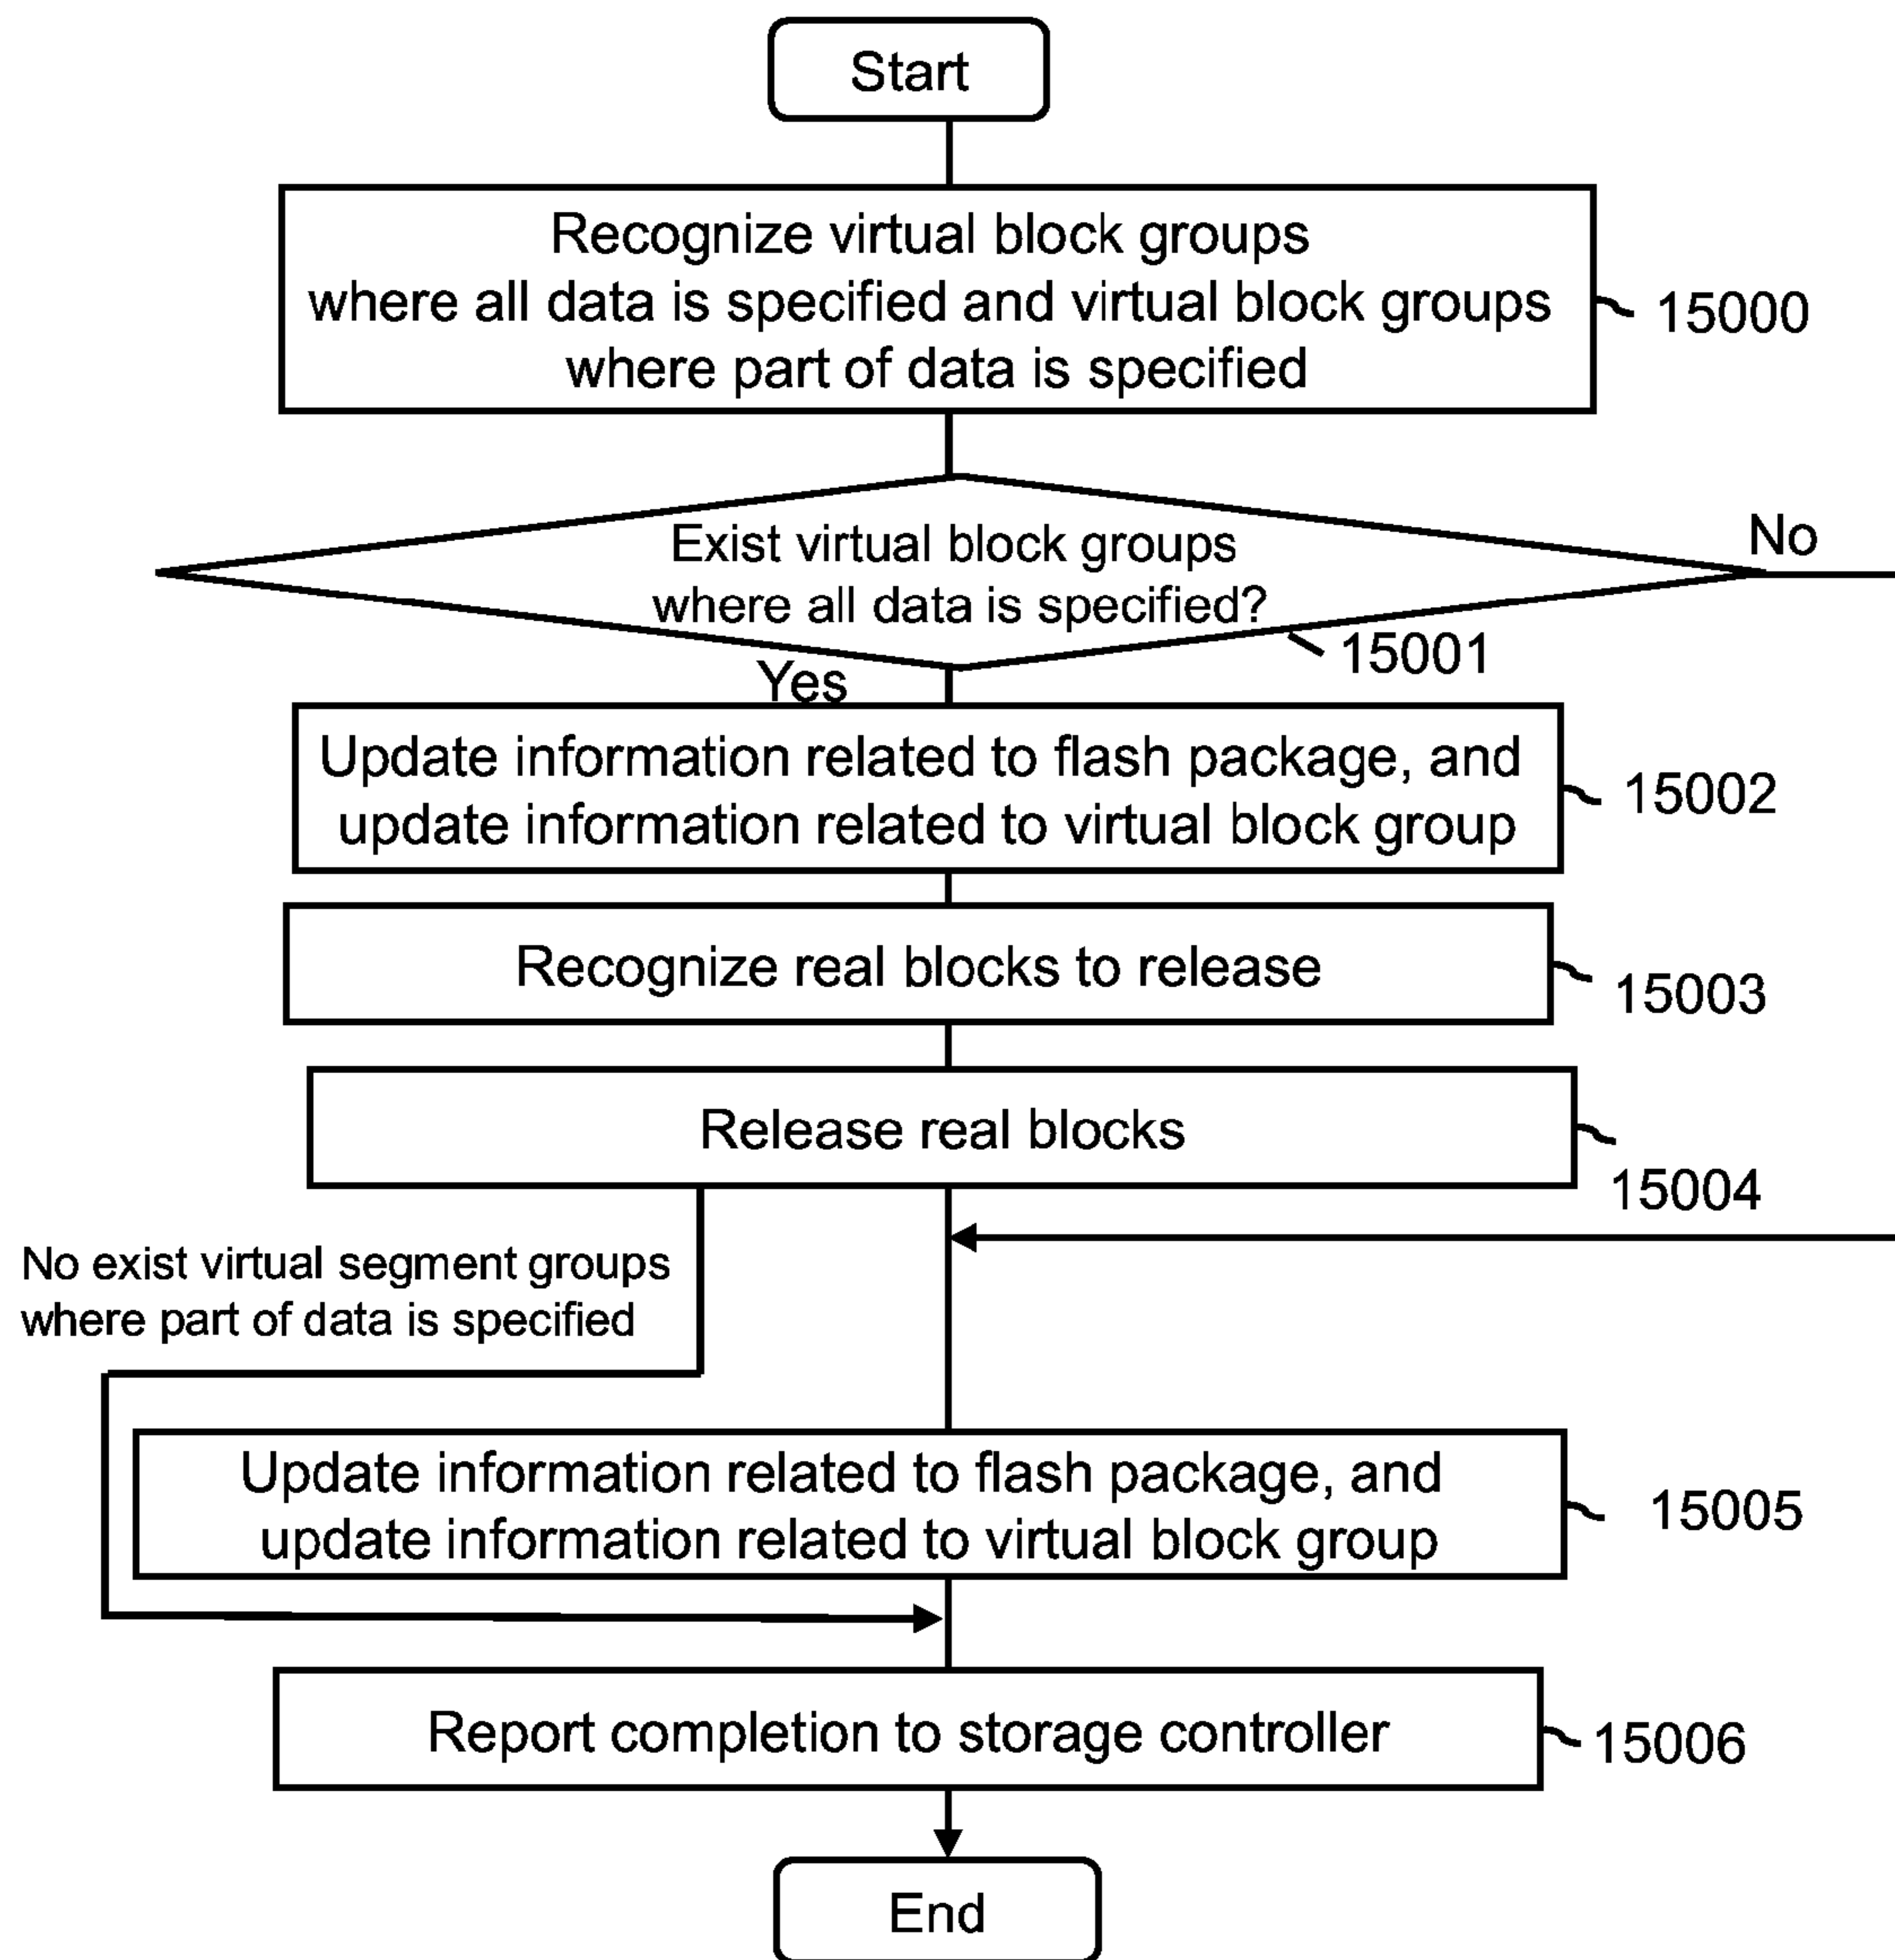 Start
Recognize virtual block groups
where all data is specified and virtual block groups
where part of data is specified
15000
Exist virtual block groups
where all data is specified?
No
15001
Yes
Update information related to flash package, and
update information related to virtual block group
15002
Recognize real blocks to release
15003
Release real blocks
15004
No exist virtual segment groups
where part of data is specified
Update information related to flash package, and
update information related to virtual block group
15005
Report completion to storage controller
15006
End